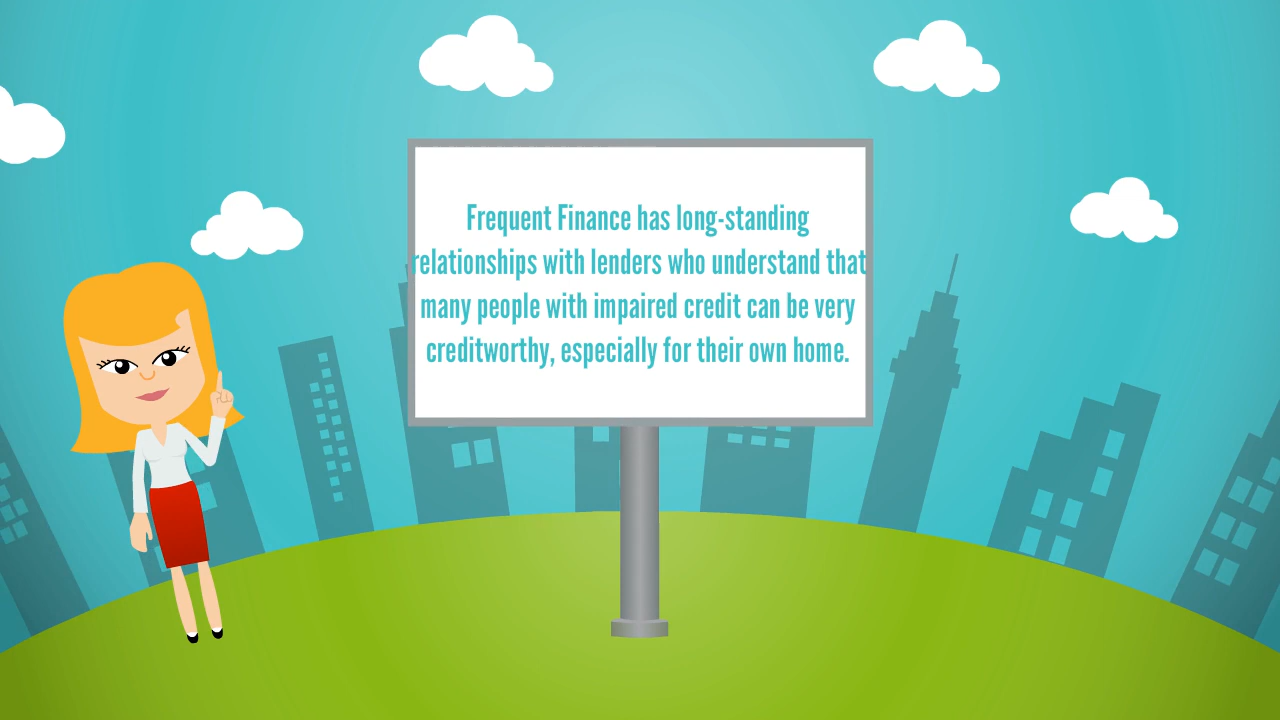 Frequent Finance has long-standing
relationships with lenders who understand that
many people with impaired credit can be very
creditworthy, especially for their own home.